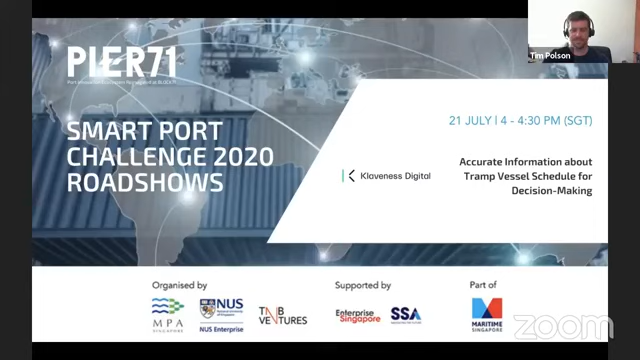 PIER71
SMART PORT
CHALLENGE 2020
ROADSHOWS
Tim Polson
21 JULY | 4 - 4:30 PM (SGT)
Klaveness Digital
Accurate Information about
Tramp Vessel Schedule for
Decision-Making
Organised by
Supported by
Part of
MPA
SINGAPORE
NUS
NUS Enterprise
TNB
VENTURES
Enterprise
Singapore
SSA
MARITIME
SINGAPORE
zoom